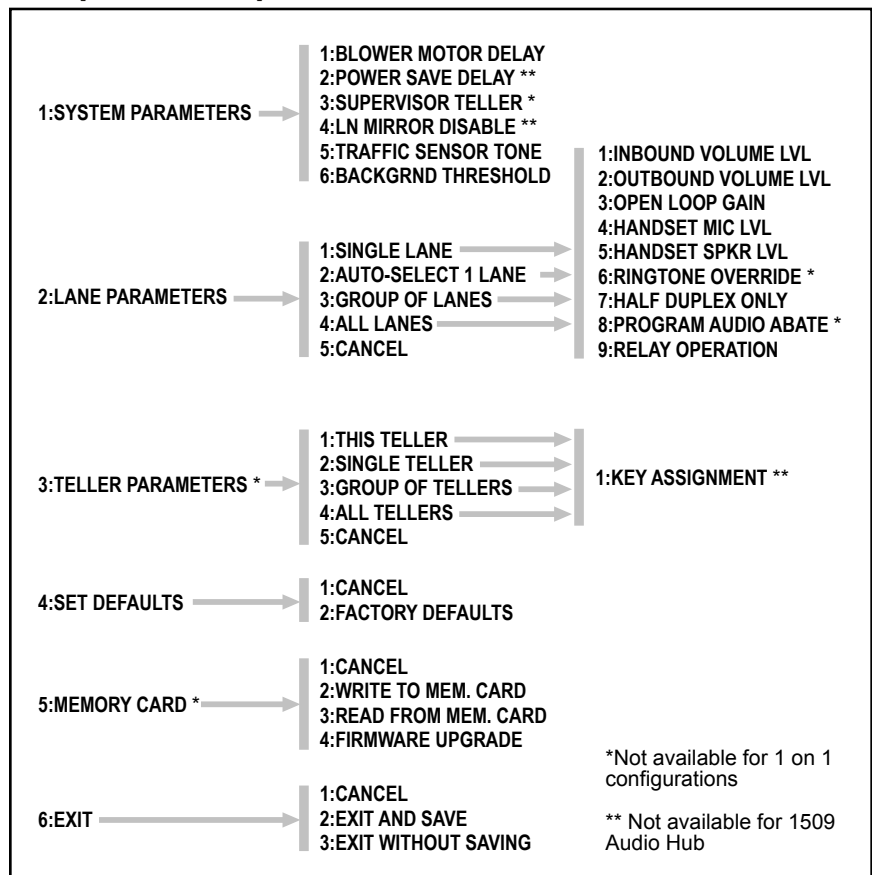 1:SYSTEM PARAMETERS
1:BLOWER MOTOR DELAY
2:POWER SAVE DELAY **
3:SUPERVISOR TELLER *
4:LN MIRROR DISABLE **
5:TRAFFIC SENSOR TONE
6:BACKGRND THRESHOLD
2:LANE PARAMETERS
1:SINGLE LANE
2:AUTO-SELECT 1 LANE
3:GROUP OF LANES
4:ALL LANES
5:CANCEL
1:INBOUND VOLUME LVL
2:OUTBOUND VOLUME LVL
3:OPEN LOOP GAIN
4:HANDSET MIC LVL
5:HANDSET SPKR LVL
6:RINGTONE OVERRIDE *
7:HALF DUPLEX ONLY
8:PROGRAM AUDIO ABATE *
9:RELAY OPERATION
3:TELLER PARAMETERS *
1:THIS TELLER
2:SINGLE TELLER
3:GROUP OF TELLERS
4:ALL TELLERS
5:CANCEL
1:KEY ASSIGNMENT **
4:SET DEFAULTS
1:CANCEL
2:FACTORY DEFAULTS
5:MEMORY CARD *
1:CANCEL
2:WRITE TO MEM. CARD
3:READ FROM MEM. CARD
4:FIRMWARE UPGRADE
6:EXIT
1:CANCEL
2:EXIT AND SAVE
3:EXIT WITHOUT SAVING
*Not available for 1 on 1
configurations
** Not available for 1509
Audio Hub